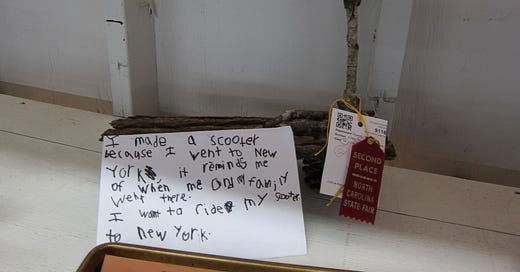 I made a scooter
because I went to New
York. it reminds me
of when me and family
went there.
I want to ride my scooter
to New York.
SECOND
PLACE
NORTH
CAROLINA
STATE FAIR